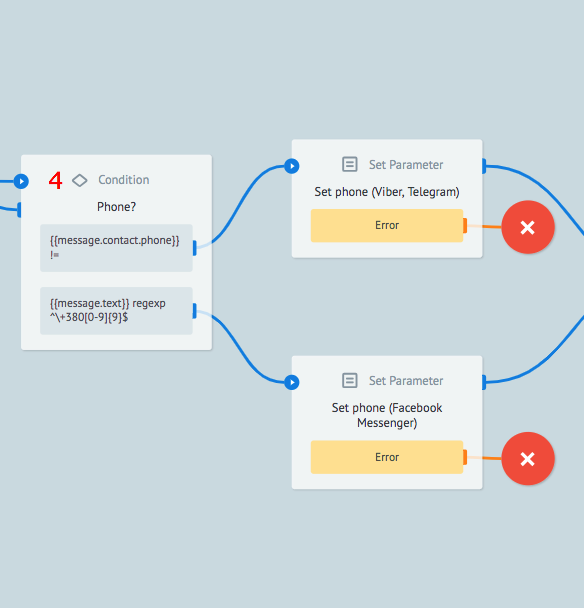 4 Condition
Phone?
{{message.contact.phone}}
!=
{{message.text}} regexp
^\+380[0-9]{9}$
Set Parameter
Set phone (Viber, Telegram)
Error
Set Parameter
Set phone (Facebook
Messenger)
Error